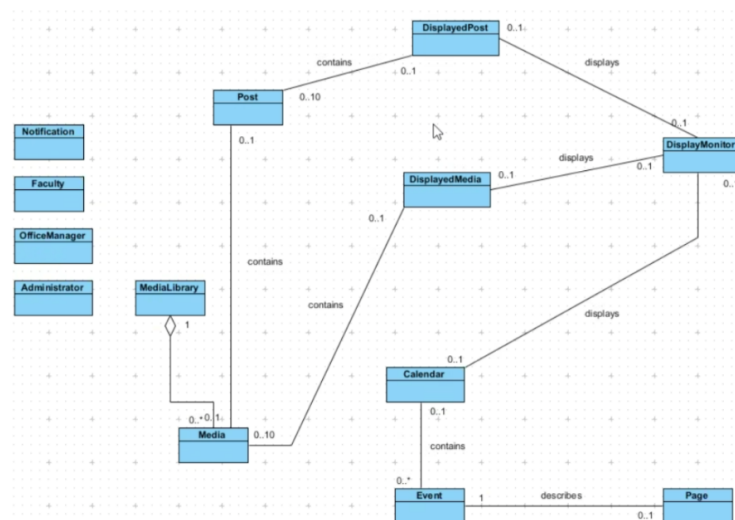 DisplayedPost
0..1
contains
displays
0..1
Post
0..10
0..1
0..1
Notification
DisplayMonitor
displays
0..1
Faculty
DisplayedMedia
0..1
0..1
OfficeManager
contains
Administrator
MediaLibrary
contains
1
displays
0..1
Calendar
0..1
0..*
0..1
Media
0..10
contains
0..*
Event
1
describes
Page
0..1